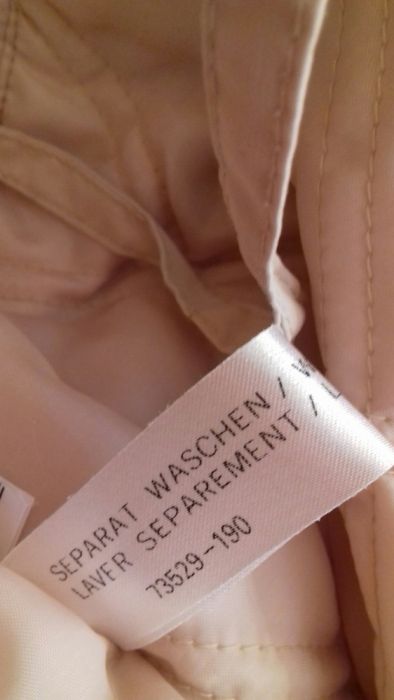 SEPARAT WASCHEN /
LAVER SEPAREMENT /
73529-190